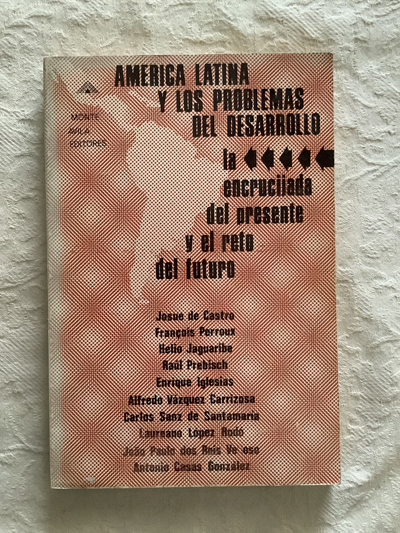 AMERICA LATINA
Y LOS PROBLEMAS
DEL DESARROLLO
MONTE
AVILA
EDITORES
la
encrucijada
del presente
y el reto
del futuro
Josue de Castro
François Perroux
Helio Jaguaribe
Raúl Prebisch
Enrique Iglesias
Alfredo Vázquez Carrizosa
Carlos Sanz de Santamaría
Laureano López Rodó
João Paulo dos Reis Ve oso
Antonio Casas González